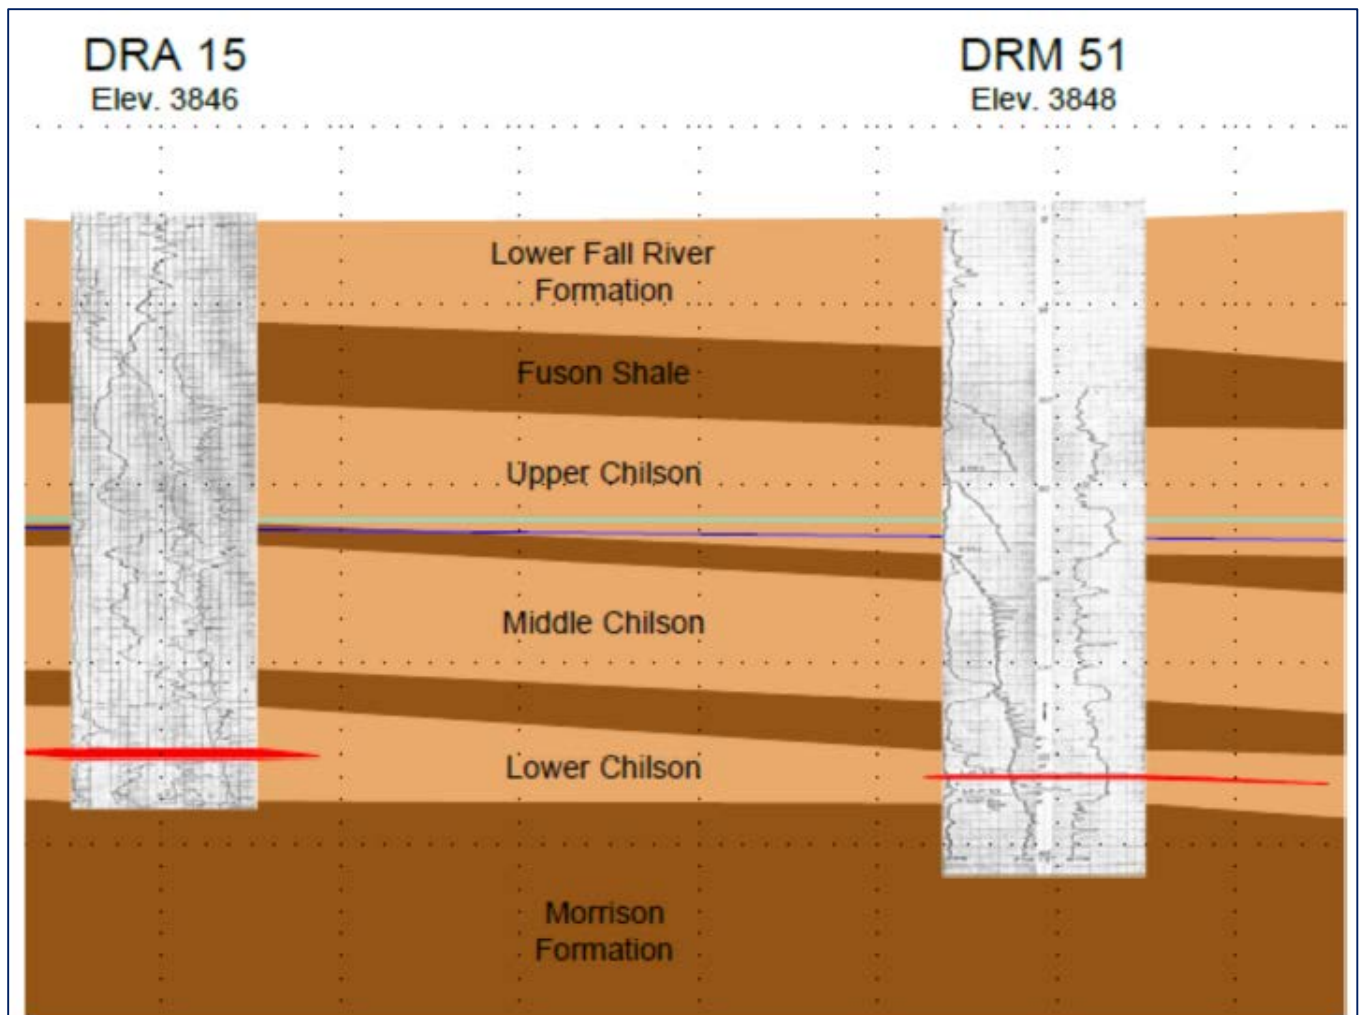 DRA 15
Elev. 3846
DRM 51
Elev. 3848
Lower Fall River
Formation
Fuson Shale
Upper Chilson
Middle Chilson
Lower Chilson
Morrison
Formation